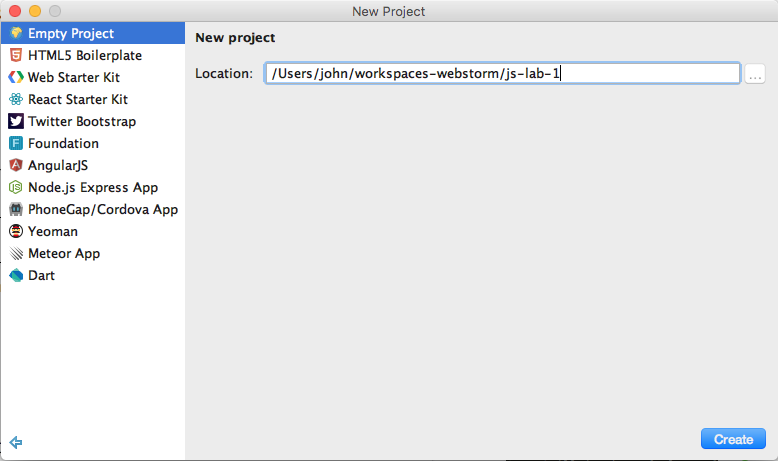 New Project
Empty Project
HTML5 Boilerplate
Web Starter Kit
React Starter Kit
Twitter Bootstrap
Foundation
AngularJS
Node.js Express App
PhoneGap/Cordova App
Yeoman
Meteor App
Dart
New project
Location: /Users/john/workspaces-webstorm/js-lab-1 ...
Create